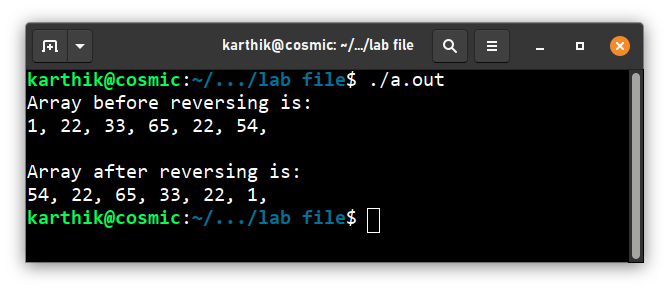 karthik@cosmic: ~/.../lab file
karthik@cosmic:~/.../lab file$ ./a.out
Array before reversing is:
1, 22, 33, 65, 22, 54,
Array after reversing is:
54, 22, 65, 33, 22, 1,
karthik@cosmic:~/.../lab file$